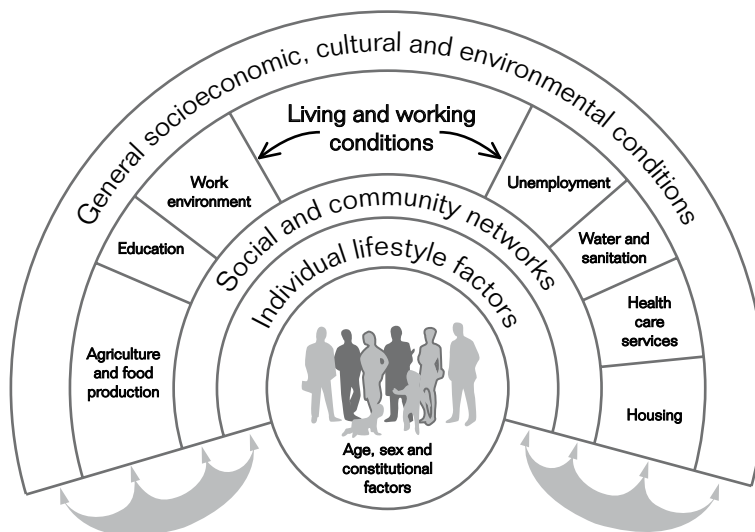 General socioeconomic, cultural and environmental conditions
Living and working
conditions
Work
environment
Unemployment
Education
Water and
sanitation
Agriculture
and food
production
Health
care
services
Housing
Social and community networks
Individual lifestyle factors
Age, sex and
constitutional
factors